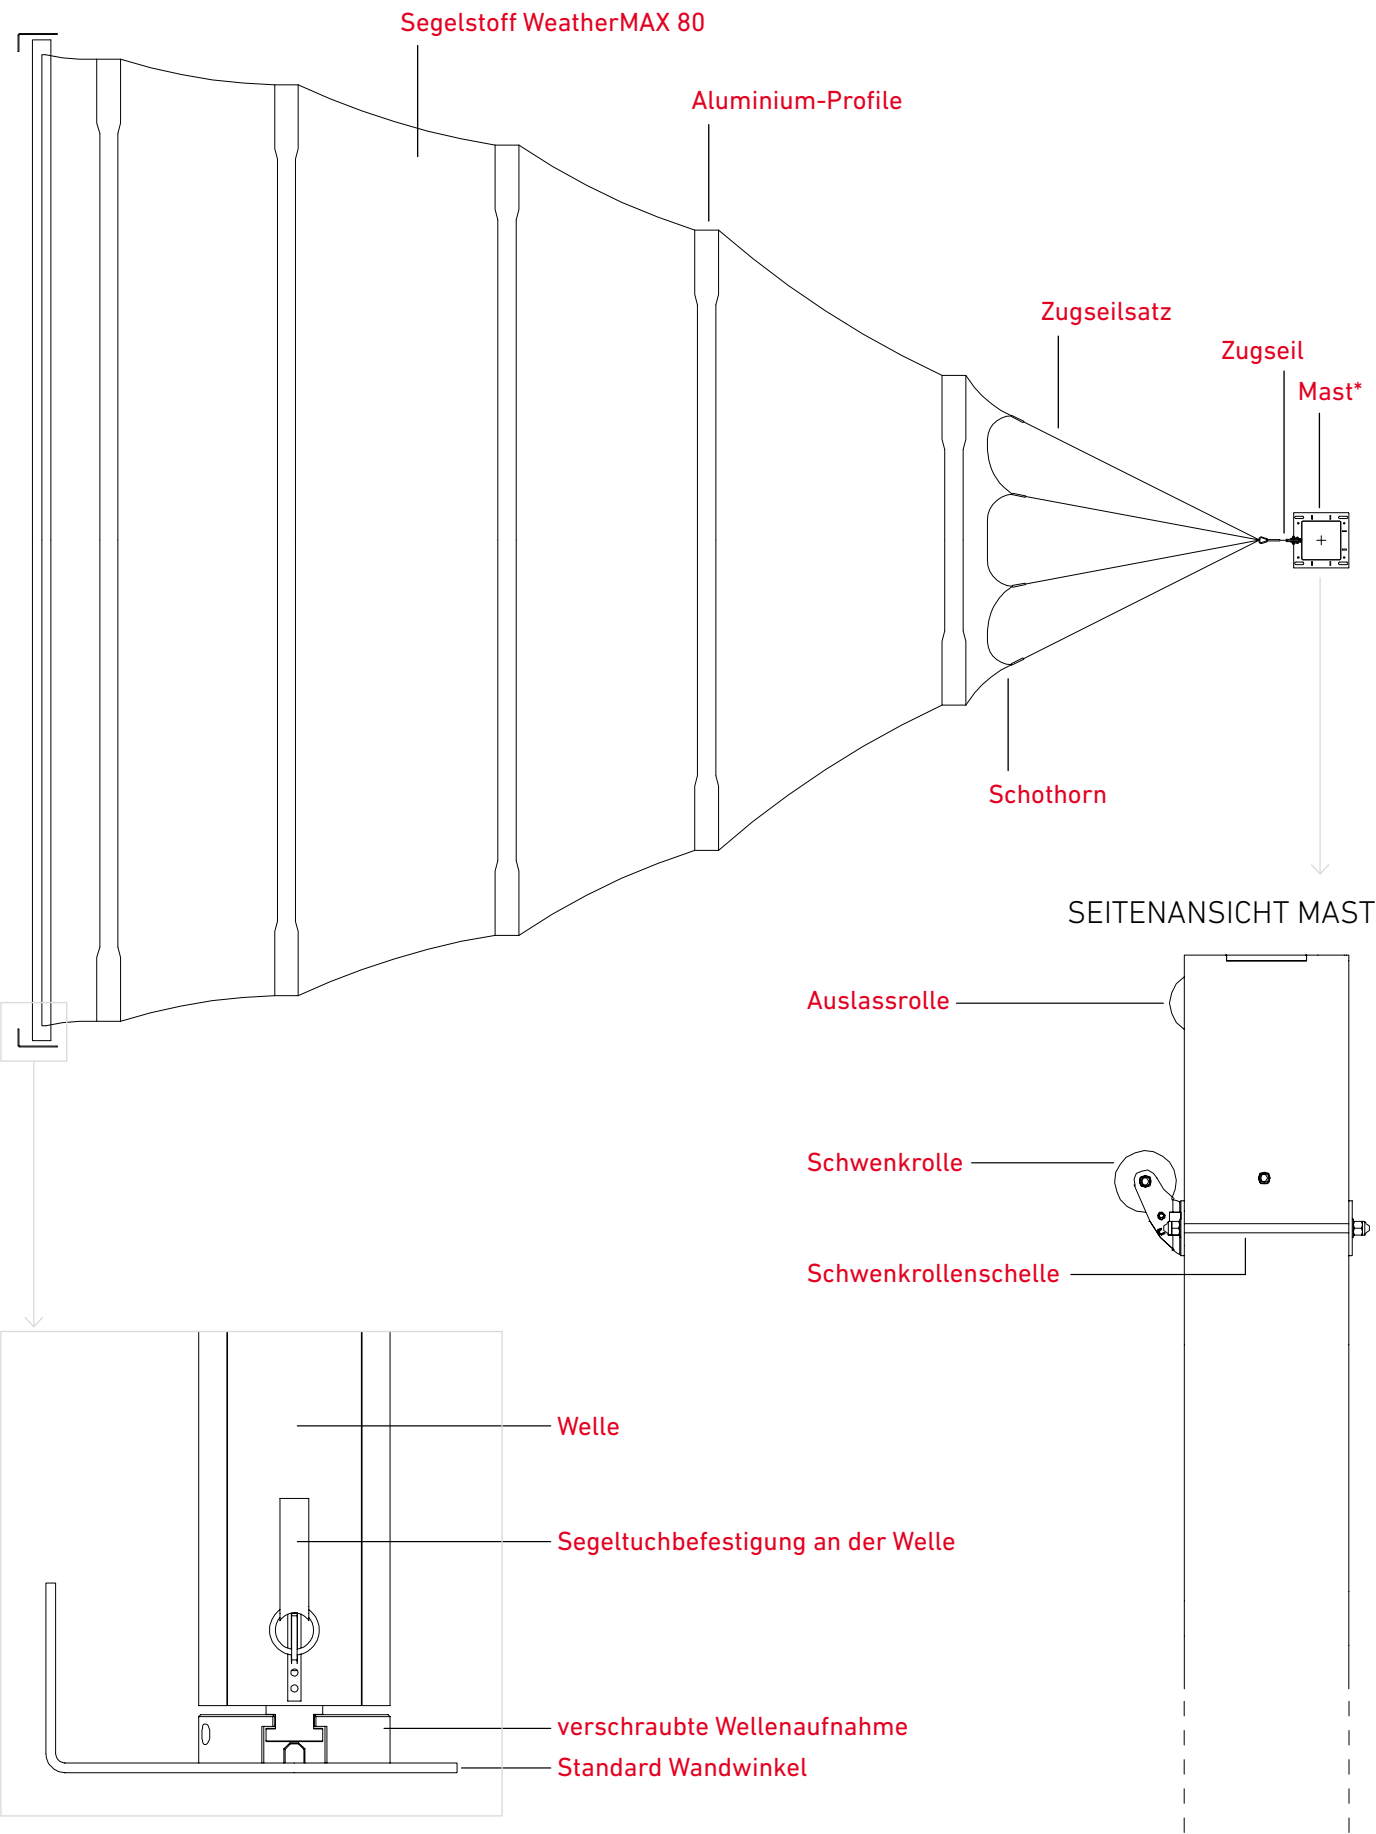 Segelstoff WeatherMAX 80
Aluminium-Profile
Zugseilsatz
Zugseil
Mast*
Schothorn
SEITENANSICHT MAST
Auslassrolle
Schwenkrolle
Schwenkrollenschelle
Welle
Segeltuchbefestigung an der Welle
verschraubte Wellenaufnahme
Standard Wandwinkel